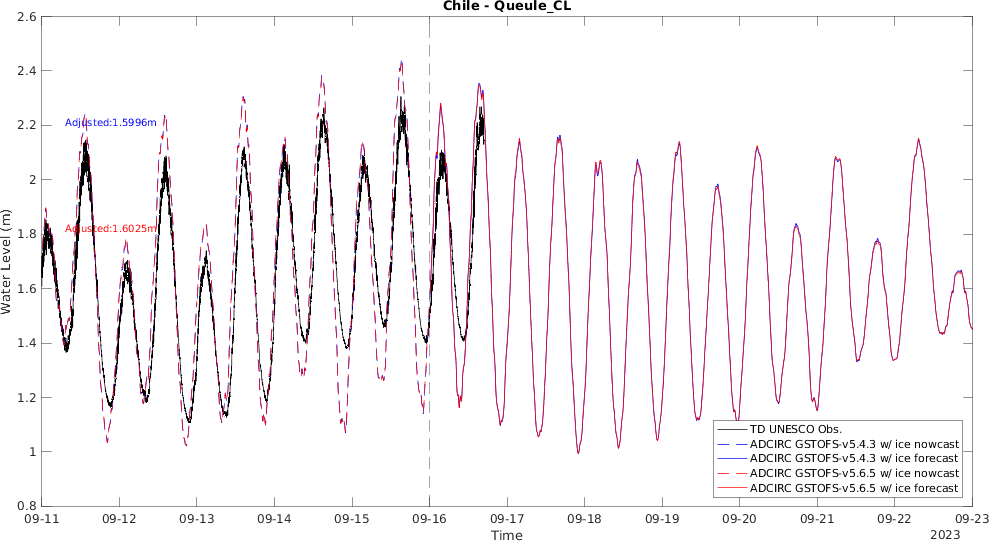 Chile - Queule_CL
2.6
2.4
2.2
2
1.8
1.6
1.4
1.2
1
0.8
Water Level (m)
Adjusted:1.5996m
Adjusted:1.6025m
TD UNESCO Obs.
ADCIRC GSTOFS-v5.4.3 w/ ice nowcast
ADCIRC GSTOFS-v5.4.3 w/ ice forecast
ADCIRC GSTOFS-v5.6.5 w/ ice nowcast
ADCIRC GSTOFS-v5.6.5 w/ ice forecast
09-11 09-12 09-13 09-14 09-15 09-16 09-17 09-18 09-19 09-20 09-21 09-22 09-23
Time
2023